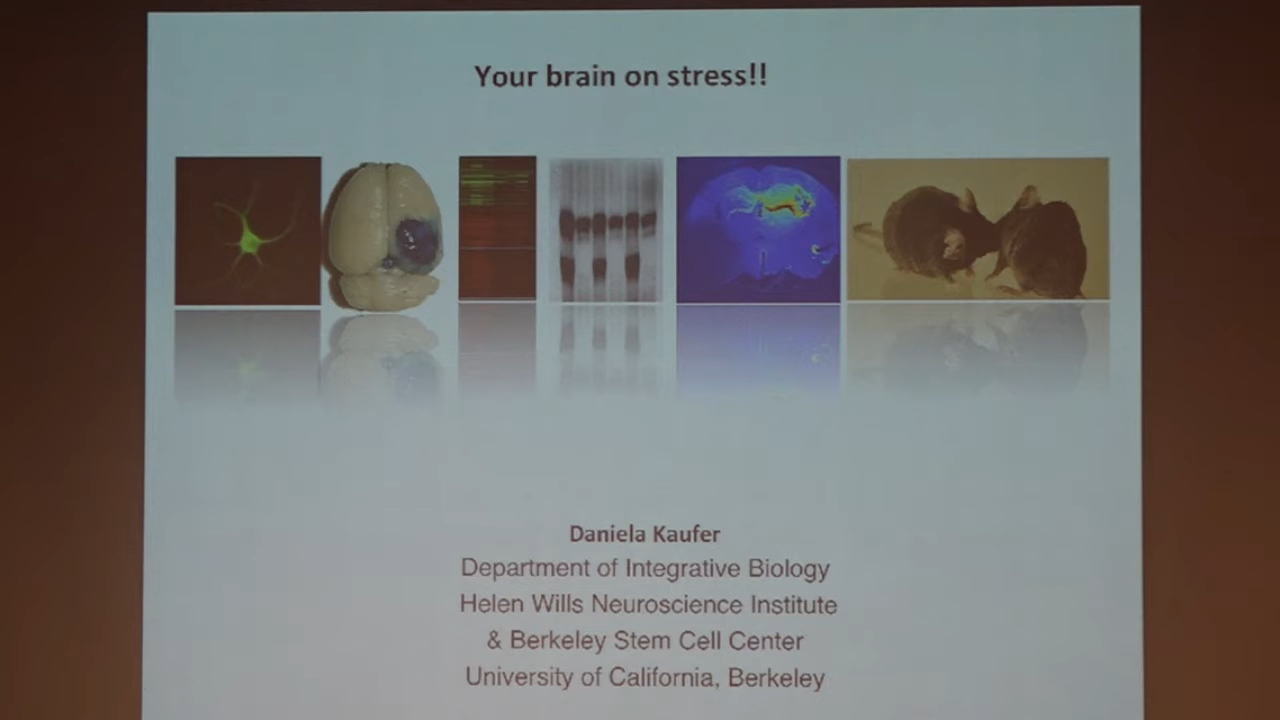 Your brain on stress!!
Daniela Kaufer
Department of Integrative Biology
Helen Wills Neuroscience Institute
& Berkeley Stem Cell Center
University of California, Berkeley